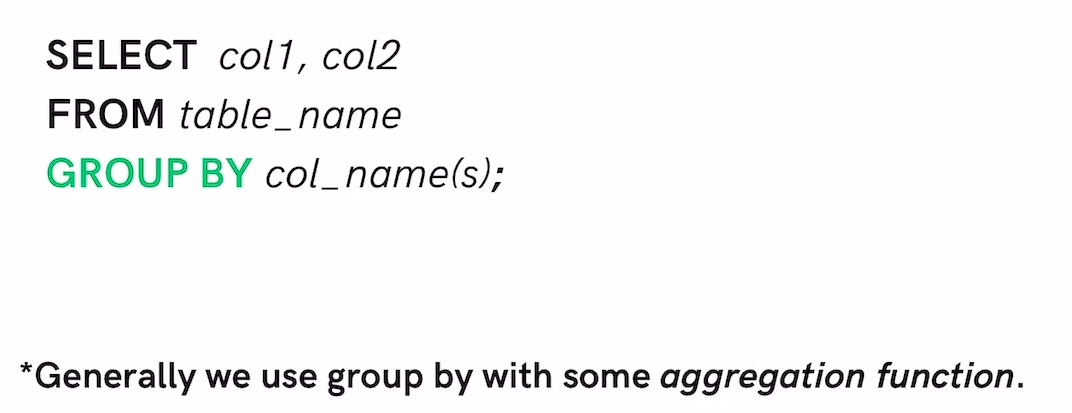 SELECT col1, col2
FROM table_name
GROUP BY col_name(s);
*Generally we use group by with some aggregation function.